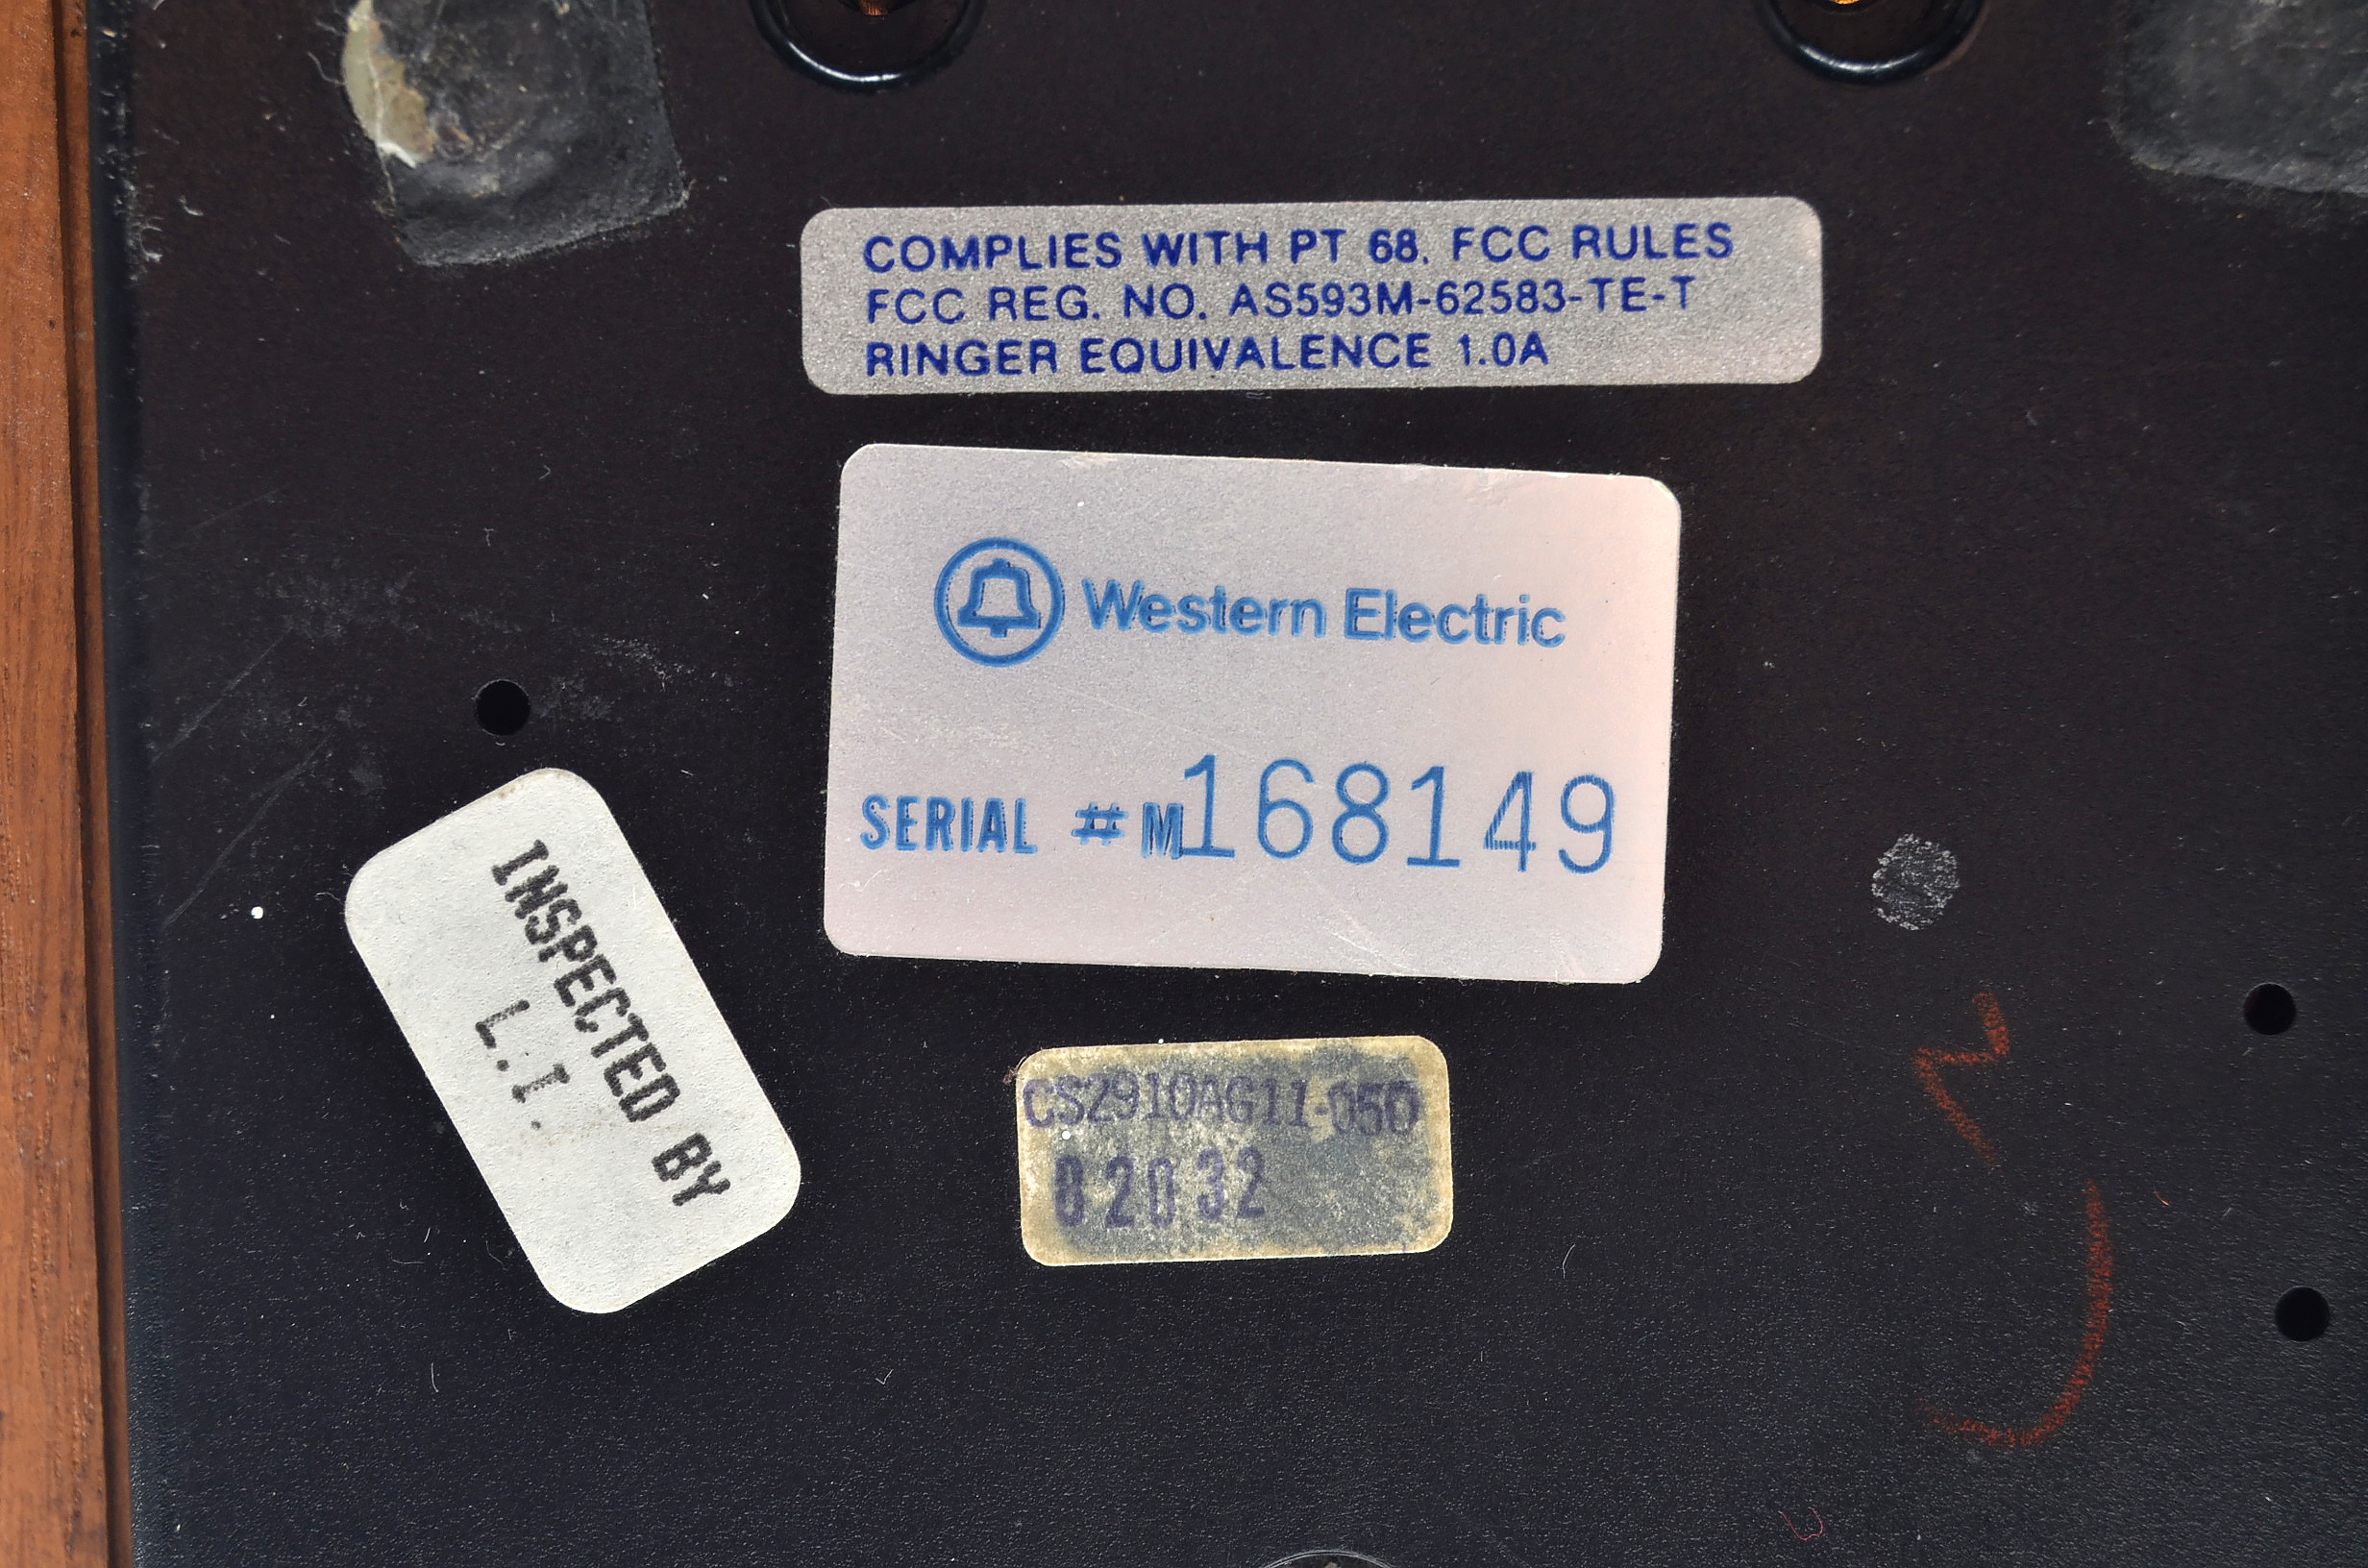 COMPLIES WITH PT 68. FCC RULES
FCC REG. NO. AS593M-62583-TE-T
RINGER EQUIVALENCE 1.0A
Western Electric
SERIAL #M168149
INSPECTED BY
L.I.
CS2910AG11-050
82032